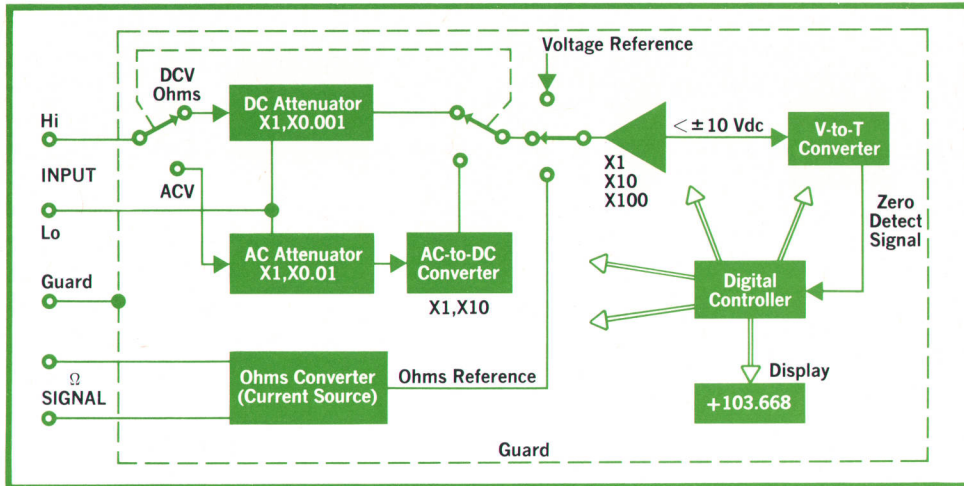 Voltage Reference
DCV
Ohms
DC Attenuator
X1,X0.001
Hi
< ± 10 Vdc
V-to-T
Converter
X1
X10
X100
INPUT
ACV
Zero
Detect
Signal
Lo
AC Attenuator
X1,X0.01
AC-to-DC
Converter
X1,X10
Digital
Controller
Guard
Ω
SIGNAL
Ohms Converter
(Current Source)
Ohms Reference
Display
+103.668
Guard